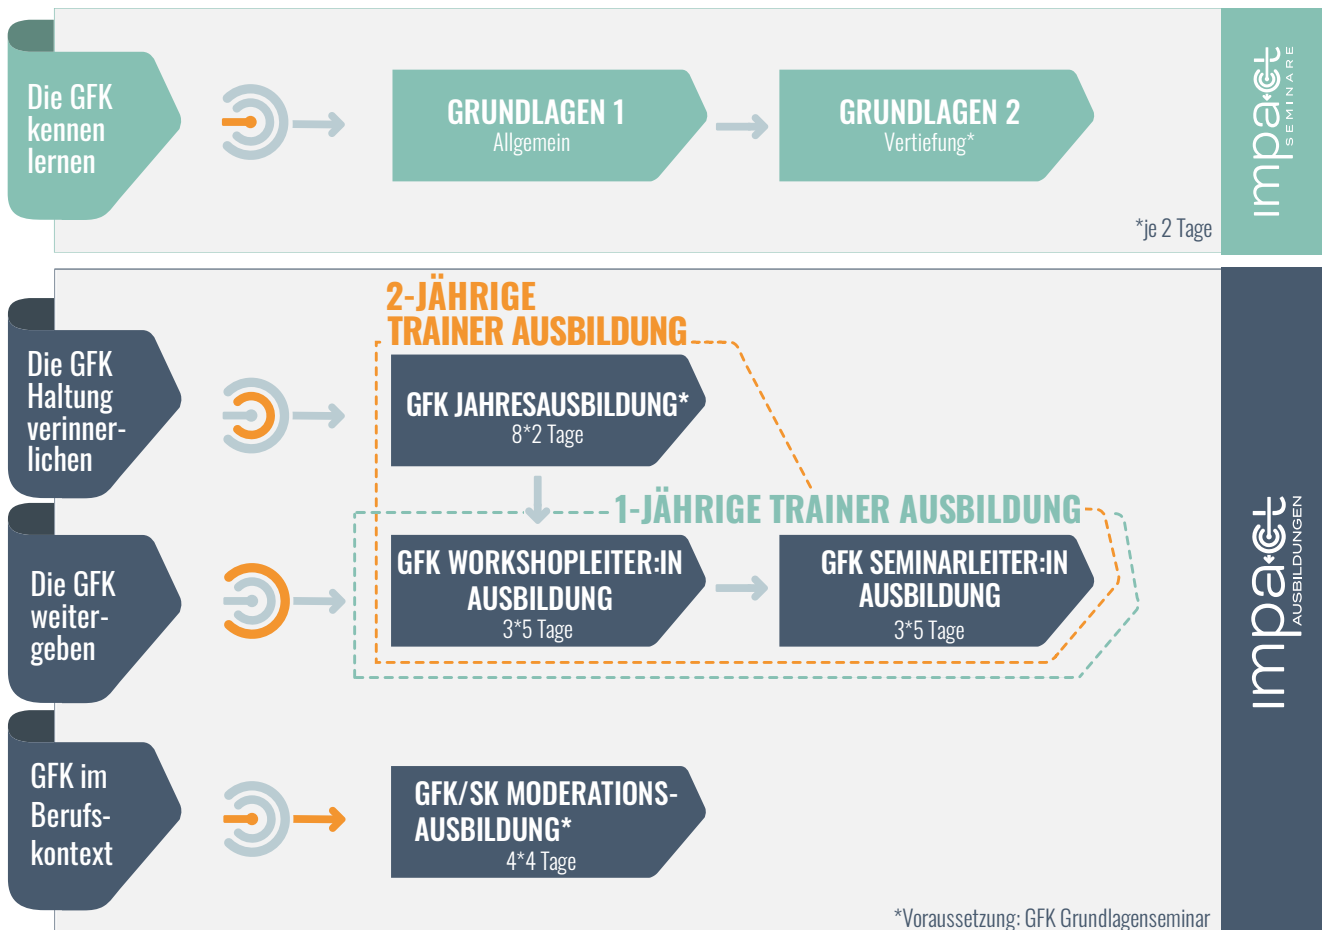 Die GFK
kennen
lernen
GRUNDLAGEN 1
Allgemein
GRUNDLAGEN 2
Vertiefung*
*je 2 Tage
impact
SEMINARE
2-JÄHRIGE
TRAINER AUSBILDUNG
Die GFK
Haltung
verinner-
lichen
GFK JAHRESAUSBILDUNG*
8*2 Tage
1-JÄHRIGE TRAINER AUSBILDUNG
Die GFK
weiter-
geben
GFK WORKSHOPLEITER:IN
AUSBILDUNG
3*5 Tage
GFK SEMINARLEITER:IN
AUSBILDUNG
3*5 Tage
impact
AUSBILDUNGEN
GFK im
Berufs-
kontext
GFK/SK MODERATIONS-
AUSBILDUNG*
4*4 Tage
*Voraussetzung: GFK Grundlagenseminar